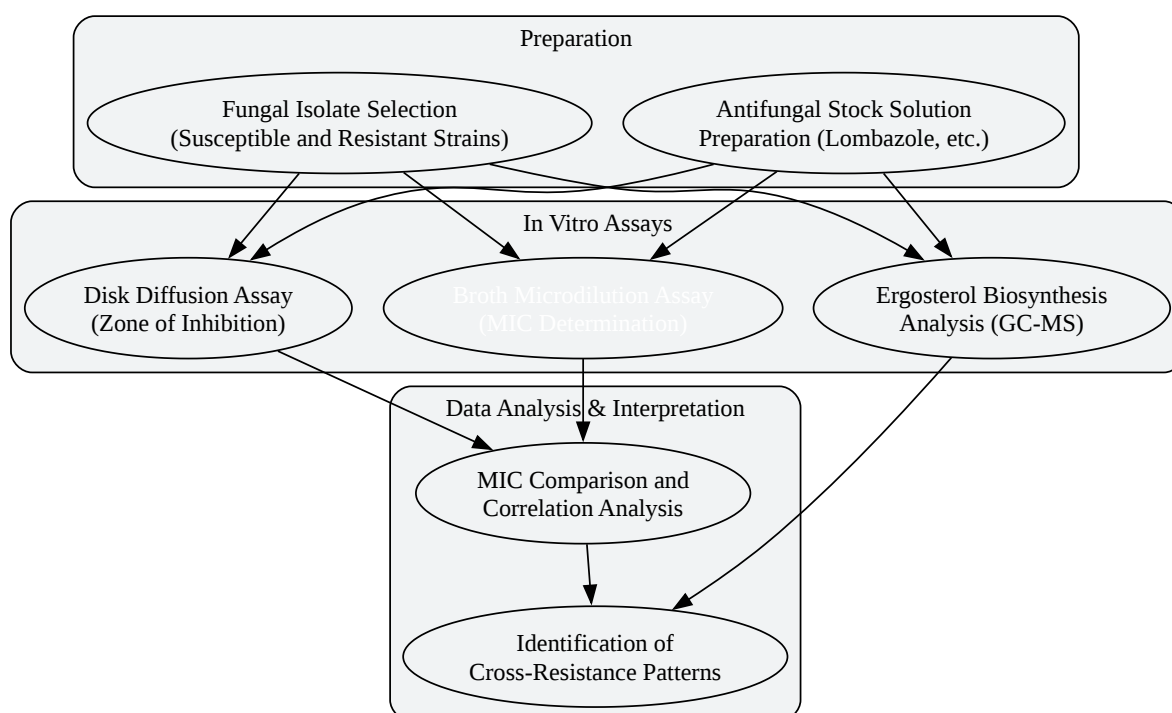 Preparation
Fungal Isolate Selection
(Susceptible and Resistant Strains)
Antifungal Stock Solution
Preparation (Lombazole, etc.)
In Vitro Assays
Disk Diffusion Assay
(Zone of Inhibition)
Broth Microdilution Assay
(MIC Determination)
Ergosterol Biosynthesis
Analysis (GC-MS)
Data Analysis & Interpretation
MIC Comparison and
Correlation Analysis
Identification of
Cross-Resistance Patterns